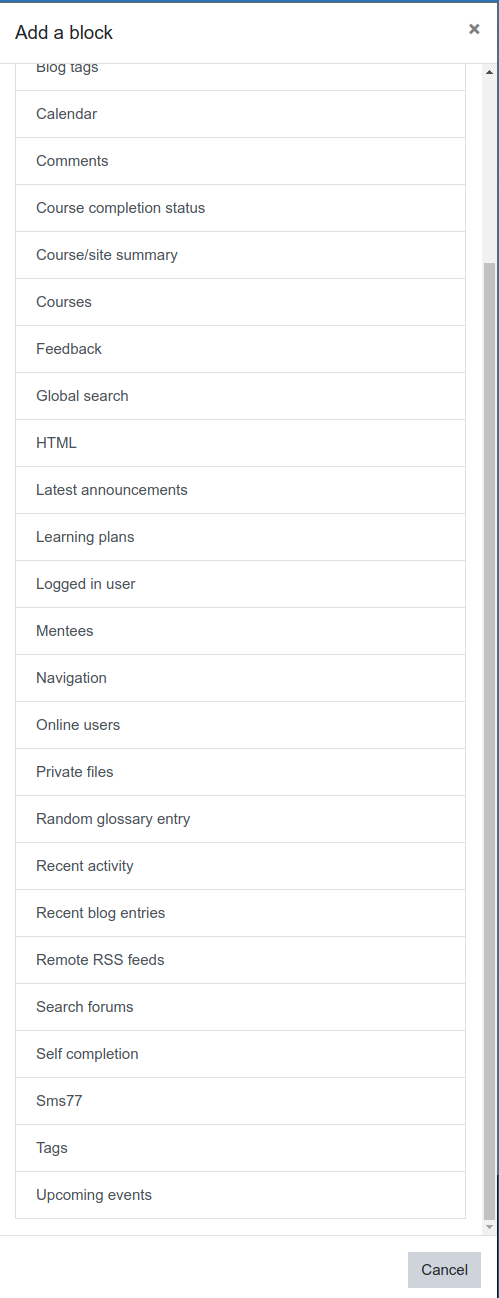 Add a block
×
Blog tags
Calendar
Comments
Course completion status
Course/site summary
Courses
Feedback
Global search
HTML
Latest announcements
Learning plans
Logged in user
Mentees
Navigation
Online users
Private files
Random glossary entry
Recent activity
Recent blog entries
Remote RSS feeds
Search forums
Self completion
Sms77
Tags
Upcoming events
Cancel